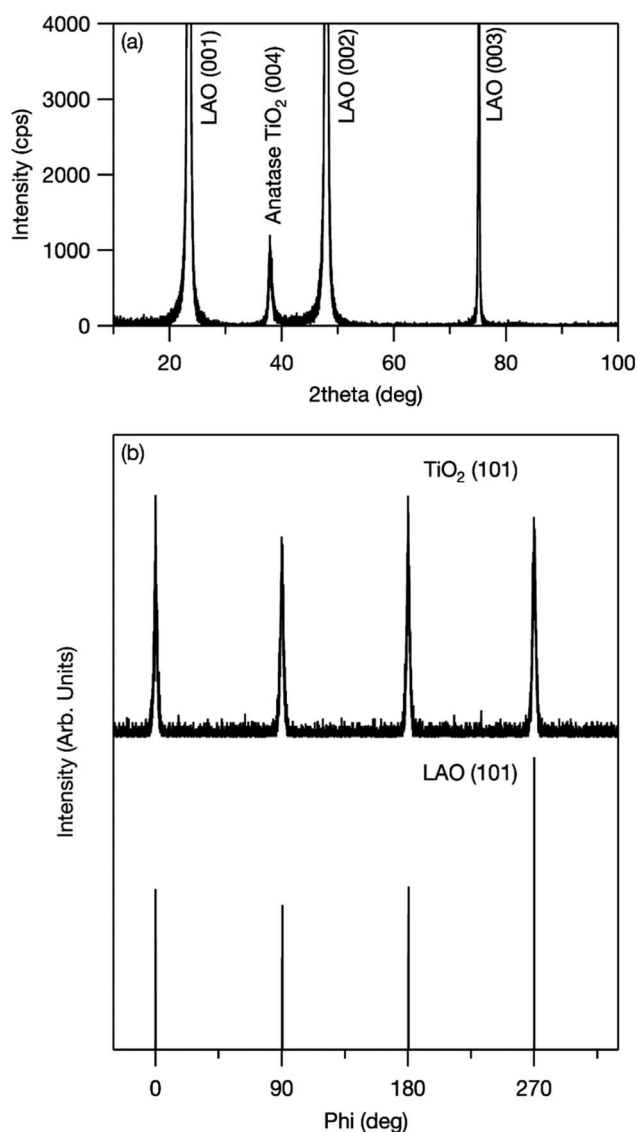 (a)
4000
3000
2000
1000
0
Intensity (cps)
LAO (001)
Anatase TiO₂ (004)
LAO (002)
LAO (003)
20
40
60
80
100
2theta (deg)
(b)
TiO₂ (101)
LAO (101)
Intensity (Arb. Units)
0
90
180
270
Phi (deg)